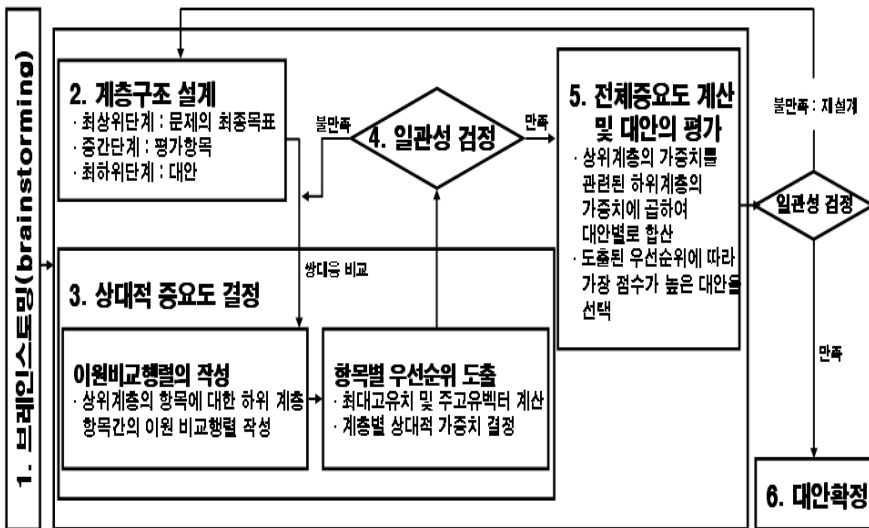 1. 브레인스토밍(brainstorming)
2. 계층구조 설계
· 최상위단계 : 문제의 최종목표
· 중간단계 : 평가항목
· 최하위단계 : 대안
불만족
4. 일관성 검정
만족
5. 전체중요도 계산
및 대안의 평가
· 상위계층의 가중치를
관련된 하위계층의
가중치에 곱하여
대안별로 합산
· 도출된 우선순위에 따라
가장 점수가 높은 대안을
선택
불만족 : 재설계
일관성 검정
만족
쌍대응 비교
3. 상대적 중요도 결정
이원비교행렬의 작성
· 상위계층의 항목에 대한 하위 계층
항목간의 이원 비교행렬 작성
항목별 우선순위 도출
· 최대고유치 및 주고유벡터 계산
· 계층별 상대적 가중치 결정
6. 대안확정